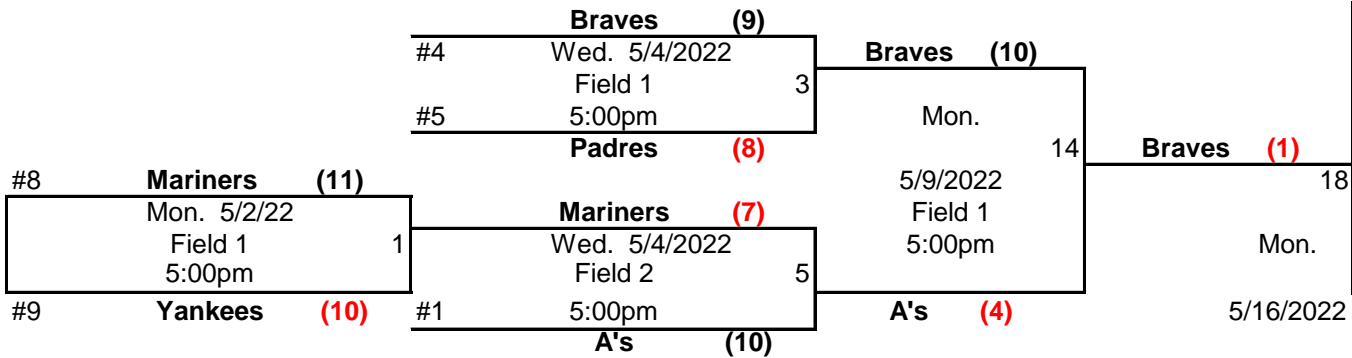 Braves (9)
#4 Wed. 5/4/2022 Braves (10)
Field 1 3
#5 5:00pm Mon.
Padres (8) 14 Braves (1)
#8 Mariners (11) 5/9/2022 18
Mon. 5/2/22 Mariners (7) Field 1
Field 1 1 Wed. 5/4/2022 5:00pm Mon.
5:00pm Field 2 5
#9 Yankees (10) #1 5:00pm A's (4) 5/16/2022
A's (10)